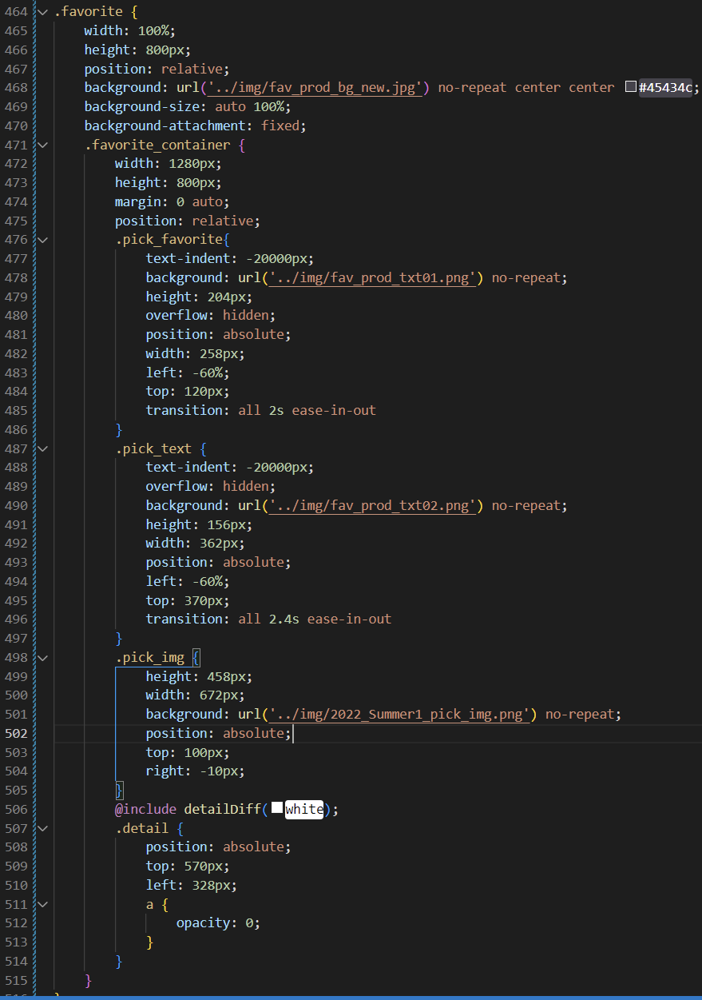 464 .favorite {
465 width: 100%;
466 height: 800px;
467 position: relative;
468 background: url('../img/fav_prod_bg_new.jpg') no-repeat center center #45434c;
469 background-size: auto 100%;
470 background-attachment: fixed;
471 .favorite_container {
472 width: 1280px;
473 height: 800px;
474 margin: 0 auto;
475 position: relative;
476 .pick_favorite{
477 text-indent: -20000px;
478 background: url('../img/fav_prod_txt01.png') no-repeat;
479 height: 204px;
480 overflow: hidden;
481 position: absolute;
482 width: 258px;
483 left: -60%;
484 top: 120px;
485 transition: all 2s ease-in-out
486 }
487 .pick_text {
488 text-indent: -20000px;
489 overflow: hidden;
490 background: url('../img/fav_prod_txt02.png') no-repeat;
491 height: 156px;
492 width: 362px;
493 position: absolute;
494 left: -60%;
495 top: 370px;
496 transition: all 2.4s ease-in-out
497 }
498 .pick_img {
499 height: 458px;
500 width: 672px;
501 background: url('../img/2022_Summer1_pick_img.png') no-repeat;
502 position: absolute;
503 top: 100px;
504 right: -10px;
505 }
506 @include detailDiff(white);
507 .detail {
508 position: absolute;
509 top: 570px;
510 left: 328px;
511 a {
512 opacity: 0;
513 }
514 }
515 }